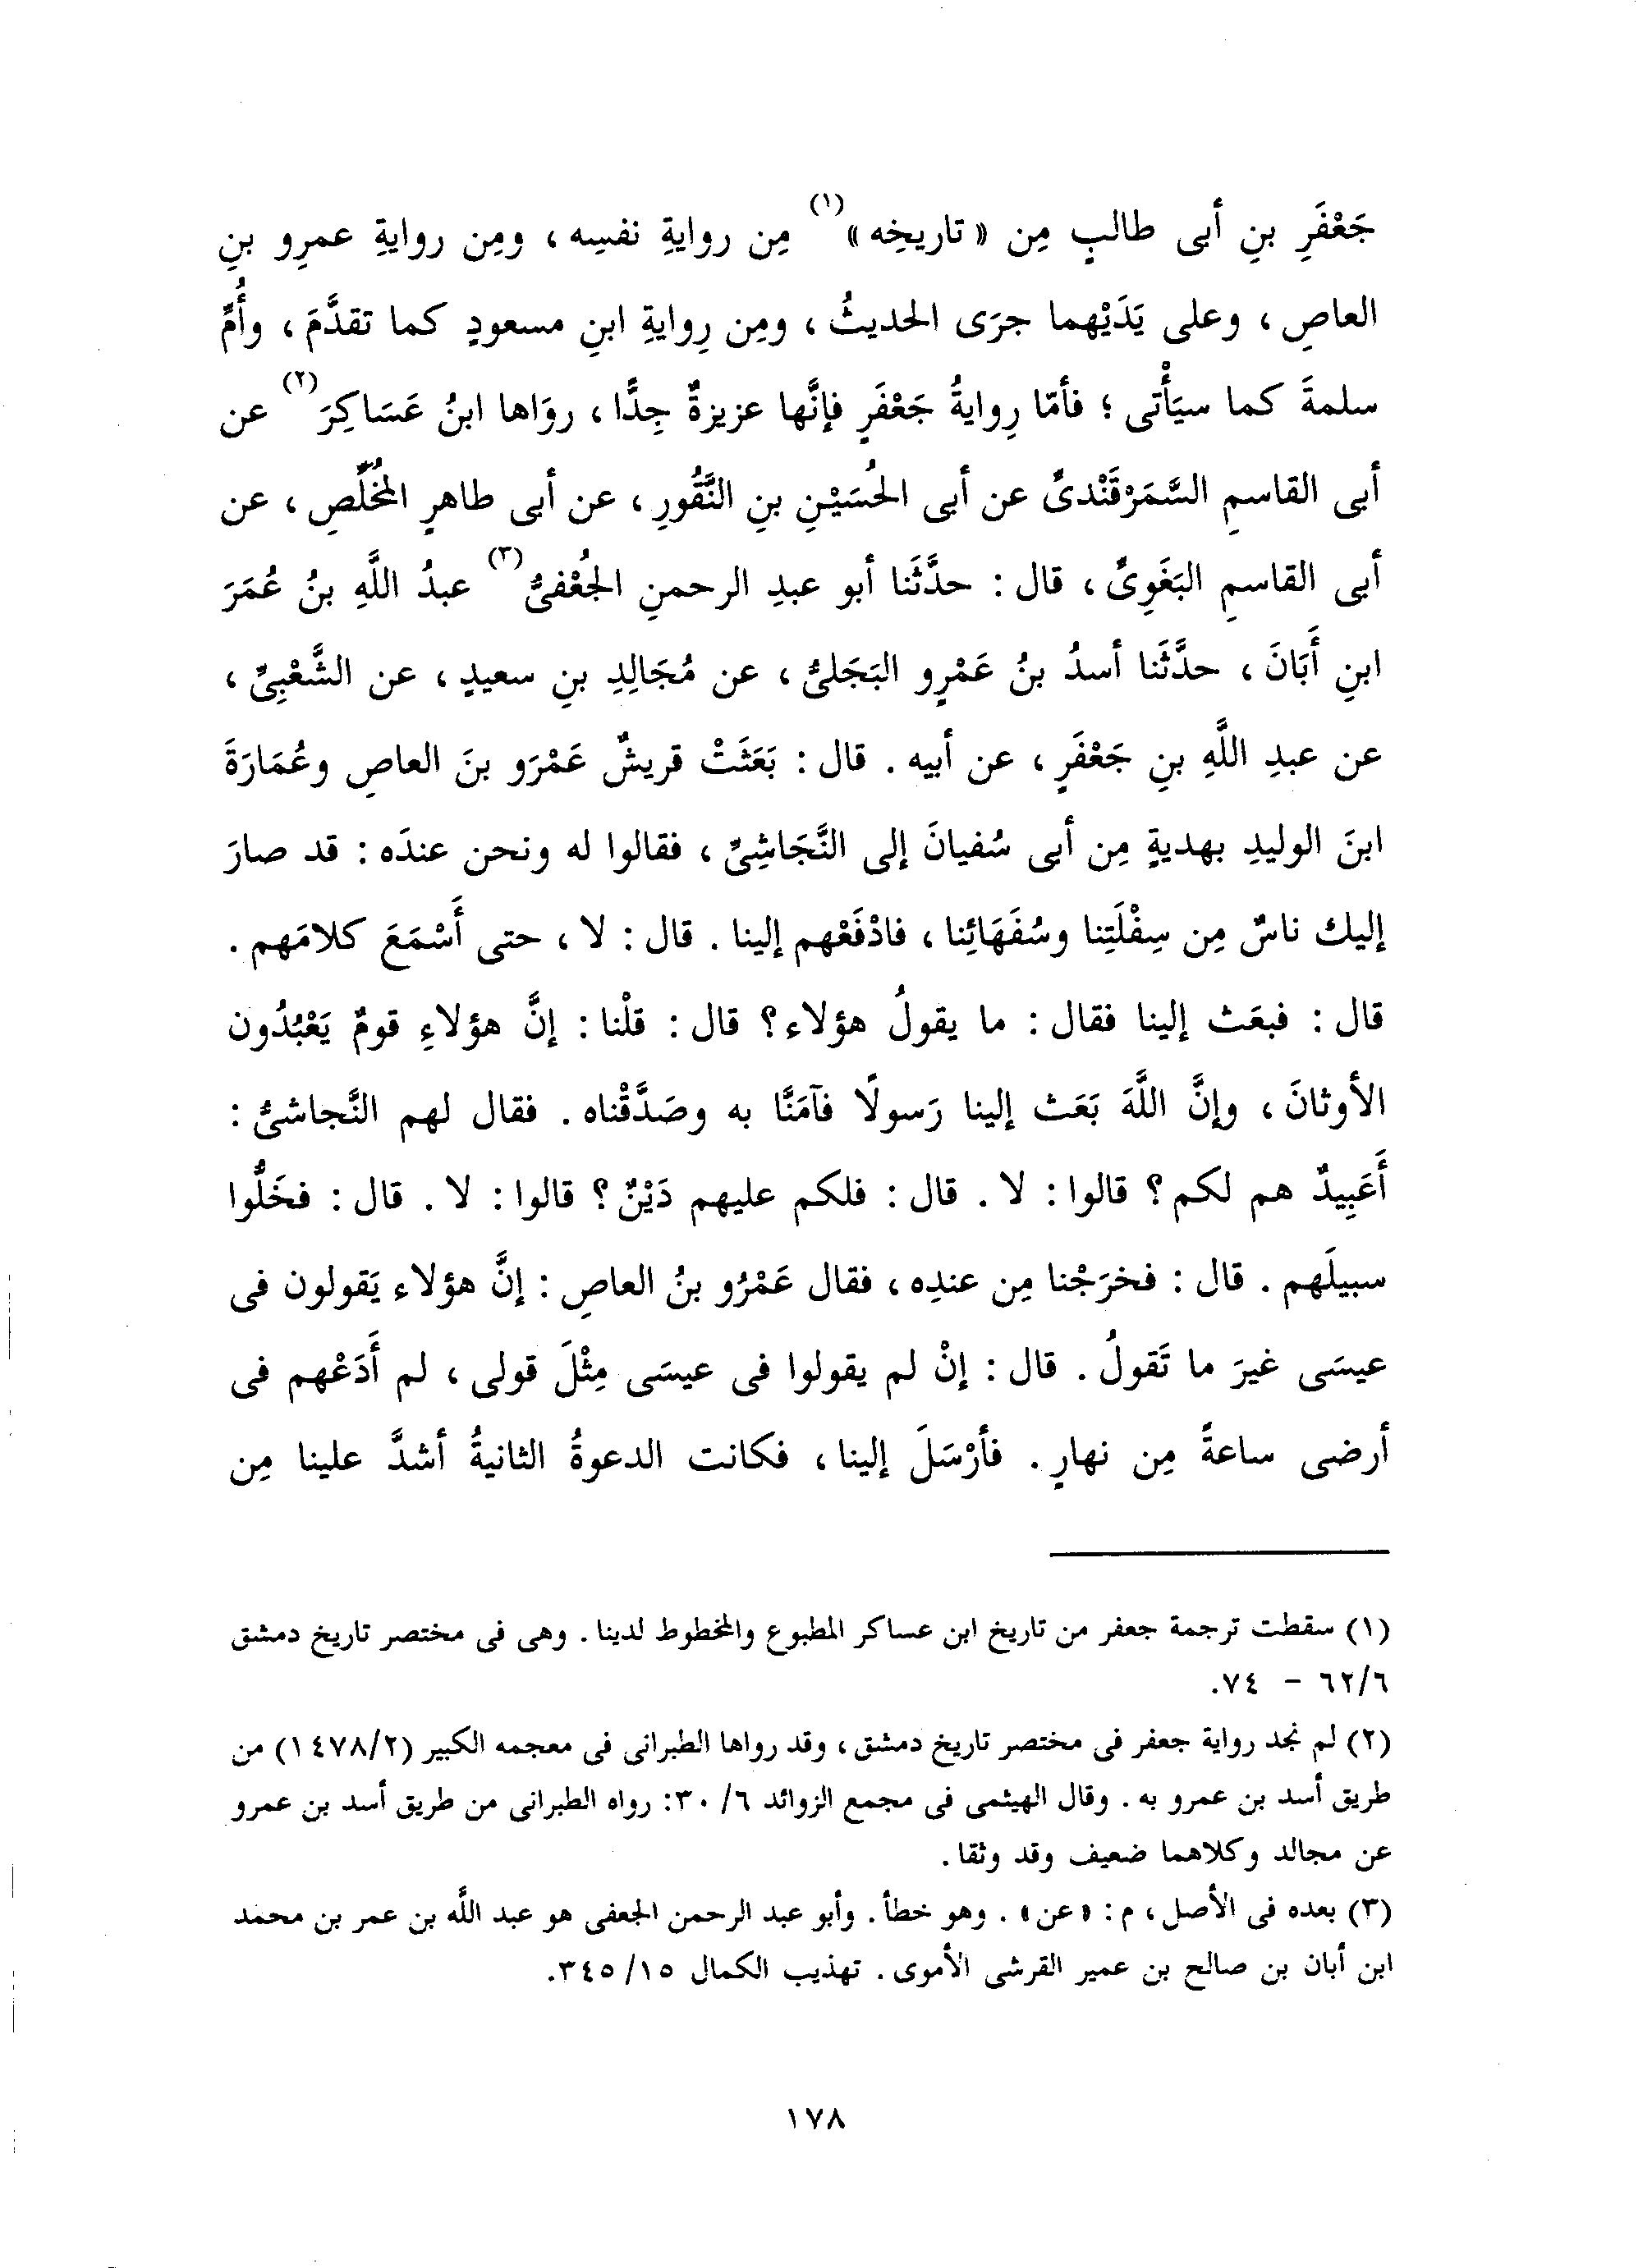 جَعْفَرِ بنِ أبى طالبٍ مِن « تاريخِه »(١) مِن روايةِ نفسِه ، ومِن روايةِ عمرِو بنِ
العاصِ ، وعلى يَدَيْهما جرَى الحديثُ ، ومِن رِوايةِ ابنِ مسعودٍ كما تقدَّمَ ، وأُمِّ
سلمةَ كما سيَأْتى ؛ فأمّا رِوايةُ جَعْفَرٍ فإنَّها عزيزةٌ جِدًّا ، روَاها ابنُ عَسَاكِرَ(٢) عن
أبى القاسمِ السَّمَرْقَنْدىِّ عن أبى الحُسَيْنِ بنِ النَّقُورِ ، عن أبى طاهرٍ المُخَلِّصِ ، عن
أبى القاسمِ البَغَوِىِّ ، قال : حدَّثَنا أبو عبدِ الرحمنِ الجُعْفىُّ(٣) عبدُ اللَّهِ بنُ عُمَرَ
ابنِ أَبَانَ ، حدَّثَنا أسدُ بنُ عَمْرٍو البَجَلىُّ ، عن مُجَالِدِ بنِ سعيدٍ ، عن الشَّعْبِىِّ ،
عن عبدِ اللَّهِ بنِ جَعْفَرٍ ، عن أبيه . قال : بَعَثَتْ قريشٌ عَمْرَو بنَ العاصِ وعُمَارَةَ
ابنَ الوليدِ بهديةٍ مِن أبى سُفيانَ إلى النَّجَاشِىِّ ، فقالوا له ونحن عندَه : قد صارَ
إليك ناسٌ مِن سِفْلَتِنا وسُفَهَائِنا ، فادْفَعْهم إلينا . قال : لا ، حتى أَسْمَعَ كلامَهم .
قال : فبعَث إلينا فقال : ما يقولُ هؤلاء؟ قال : قلْنا : إنَّ هؤلاءِ قومٌ يَعْبُدُون
الأوثانَ ، وإنَّ اللَّهَ بَعَث إلينا رَسولًا فآمَنَّا به وصَدَّقْناه . فقال لهم النَّجاشىُّ :
أَعَبِيدٌ هم لكم؟ قالوا : لا . قال : فلكم عليهم دَيْنٌ؟ قالوا : لا . قال : فخَلُّوا
سبيلَهم . قال : فخرَجْنا مِن عندِه ، فقال عَمْرُو بنُ العاصِ : إنَّ هؤلاء يَقولون فى
عيسَى غيرَ ما تَقولُ . قال : إنْ لم يقولوا فى عيسَى مِثْلَ قولى ، لم أَدَعْهم فى
أرضى ساعةً مِن نهارٍ . فأرْسَلَ إلينا ، فكانت الدعوةُ الثانيةُ أشدَّ علينا مِن
(١) سقطت ترجمة جعفر من تاريخ ابن عساكر المطبوع والمخطوط لدينا . وهى فى مختصر تاريخ دمشق
٦٢/٦ - ٧٤.
(٢) لم نجد رواية جعفر فى مختصر تاريخ دمشق ، وقد رواها الطبرانى فى معجمه الكبير (١٤٧٨/٢) من
طريق أسد بن عمرو به . وقال الهيثمى فى مجمع الزوائد ٦/ ٣٠: رواه الطبرانى من طريق أسد بن عمرو
عن مجالد وكلاهما ضعيف وقد وثقا .
(٣) بعده فى الأصل ، م : « عن » . وهو خطأ . وأبو عبد الرحمن الجعفى هو عبد اللَّه بن عمر بن محمد
ابن أبان بن صالح بن عمير القرشى الأموى . تهذيب الكمال ١٥/ ٣٤٥.
١٧٨